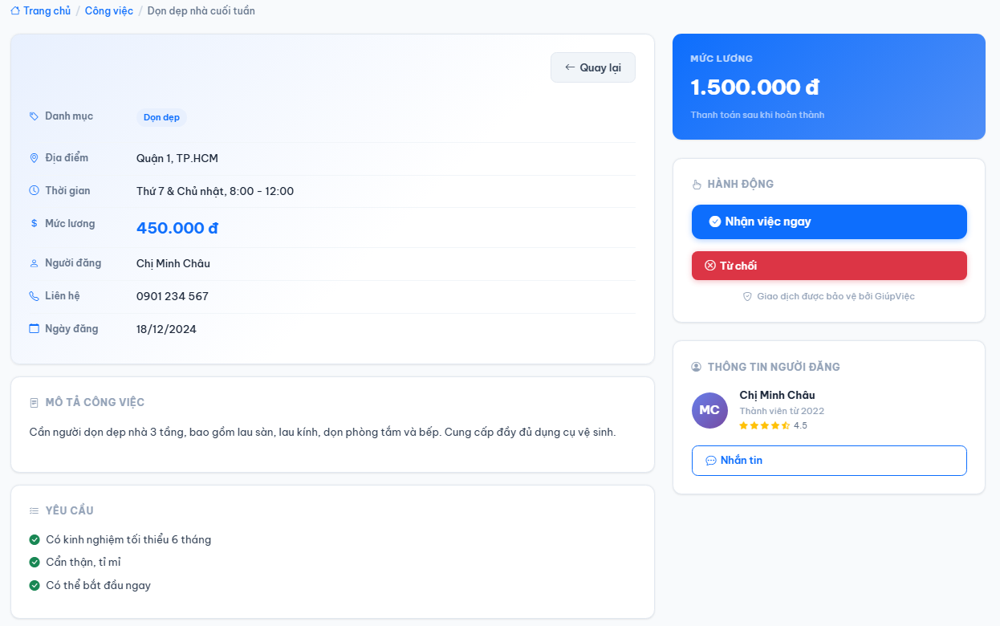 Trang chủ / Công việc / Dọn dẹp nhà cuối tuần
Quay lại
Danh mục Dọn dẹp
Địa điểm Quận 1, TP.HCM
Thời gian Thứ 7 & Chủ nhật, 8:00 - 12:00
$ Mức lương 450.000 đ
Người đăng Chị Minh Châu
Liên hệ 0901 234 567
Ngày đăng 18/12/2024
MÔ TẢ CÔNG VIỆC
Cần người dọn dẹp nhà 3 tầng, bao gồm lau sàn, lau kính, dọn phòng tắm và bếp. Cung cấp đầy đủ dụng cụ vệ sinh.
YÊU CẦU
Có kinh nghiệm tối thiểu 6 tháng
Cẩn thận, tỉ mỉ
Có thể bắt đầu ngay
MỨC LƯƠNG
1.500.000 đ
Thanh toán sau khi hoàn thành
HÀNH ĐỘNG
Nhận việc ngay
Từ chối
Giao dịch được bảo vệ bởi GiúpViệc
THÔNG TIN NGƯỜI ĐĂNG
MC
Chị Minh Châu
Thành viên từ 2022
4.5
Nhắn tin